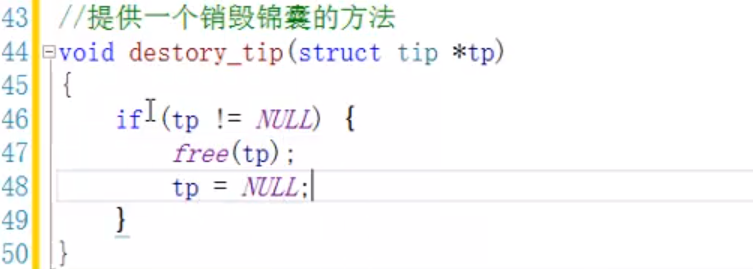 43 //提供一个销毁锦囊的方法
44 void destory_tip(struct tip *tp)
45 {
46     if (tp != NULL) {
47         free(tp);
48         tp = NULL;
49     }
50 }